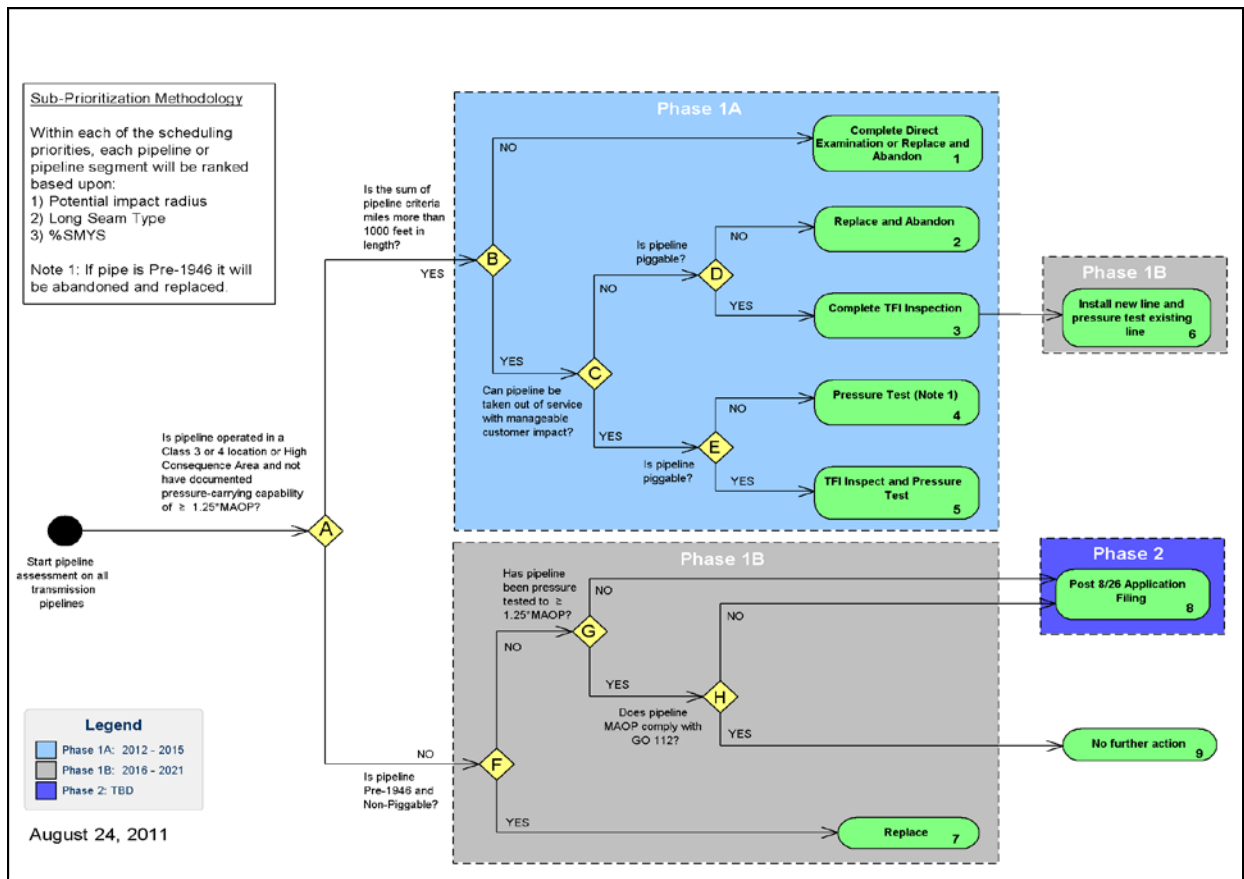 Sub-Prioritization Methodology
Within each of the scheduling
priorities, each pipeline or
pipeline segment will be ranked
based upon:
1) Potential impact radius
2) Long Seam Type
3) %SMYS
Note 1: If pipe is Pre-1946 it will
be abandoned and replaced.
Phase 1A
Complete Direct
Examination or Replace and
Abandon
1
NO
Is the sum of
pipeline criteria
miles more than
1000 feet in
length?
B
YES
Replace and Abandon
2
NO
Is pipeline
piggable?
D
NO
YES
Complete TFI Inspection
3
Phase 1B
Install new line and
pressure test existing
line
6
YES
C
Can pipeline be
taken out of service
with manageable
customer impact?
Pressure Test (Note 1)
4
NO
YES
E
Is pipeline
piggable?
YES
TFI Inspect and Pressure
Test
5
Is pipeline operated in a
Class 3 or 4 location or High
Consequence Area and not
have documented
pressure-carrying capability
of ≥ 1.25*MAOP?
A
Start pipeline
assessment on all
transmission
pipelines
Phase 1B
Has pipeline
been pressure
tested to ≥
1.25*MAOP?
NO
G
NO
Phase 2
Post 8/26 Application
Filing
8
NO
YES
H
Does pipeline
MAOP comply with
GO 112?
YES
No further action
9
NO
F
Is pipeline
Pre-1946 and
Non-Piggable?
YES
Replace
7
Legend
Phase 1A: 2012 - 2015
Phase 1B: 2016 - 2021
Phase 2: TBD
August 24, 2011